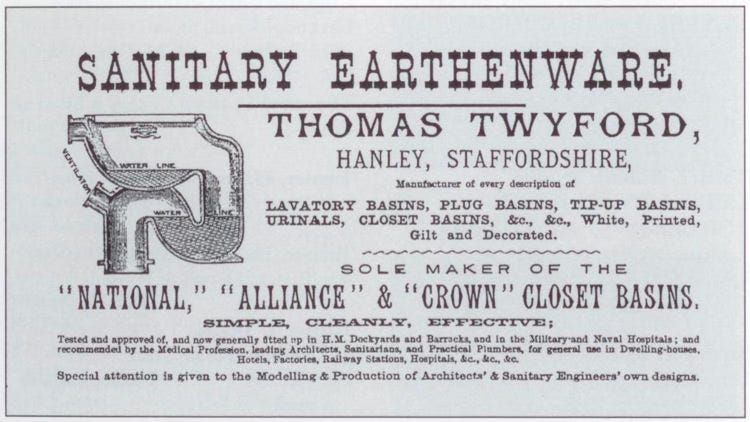 SANITARY EARTHENWARE.
THOMAS TWYFORD,
HANLEY, STAFFORDSHIRE,
Manufacturer of every description of
LAVATORY BASINS, PLUG BASINS, TIP-UP BASINS,
URINALS, CLOSET BASINS, &c., &c., White, Printed,
Gilt and Decorated.
VENTILATOR
WATER LINE
WATER LINE
SOLE MAKER OF THE
"NATIONAL," "ALLIANCE" & "CROWN" CLOSET BASINS.
SIMPLE, CLEANLY, EFFECTIVE;
Tested and approved of, and now generally fitted up in H.M. Dockyards and Barracks, and in the Military and Naval Hospitals; and
recommended by the Medical Profession, leading Architects, Sanitarians, and Practical Plumbers, for general use in Dwelling-houses,
Hotels, Factories, Railway Stations, Hospitals, &c., &c., &c.
Special attention is given to the Modelling & Production of Architects' & Sanitary Engineers' own designs.